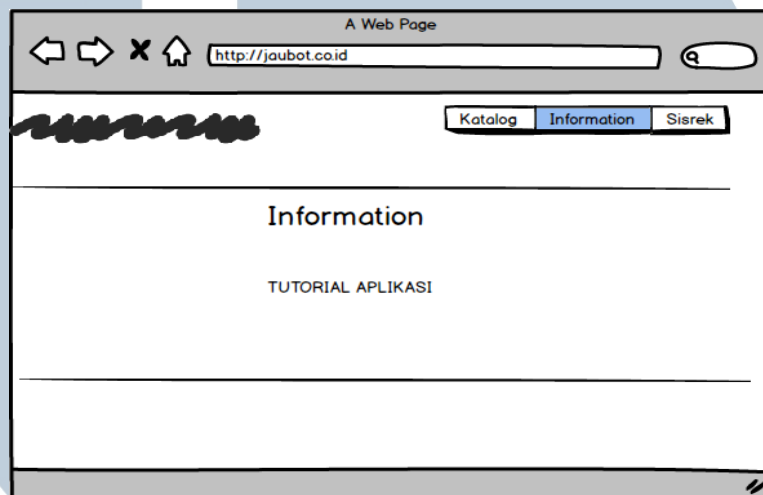 A Web Page
http://jaubot.co.id
Katalog Information Sisrek
Information
TUTORIAL APLIKASI